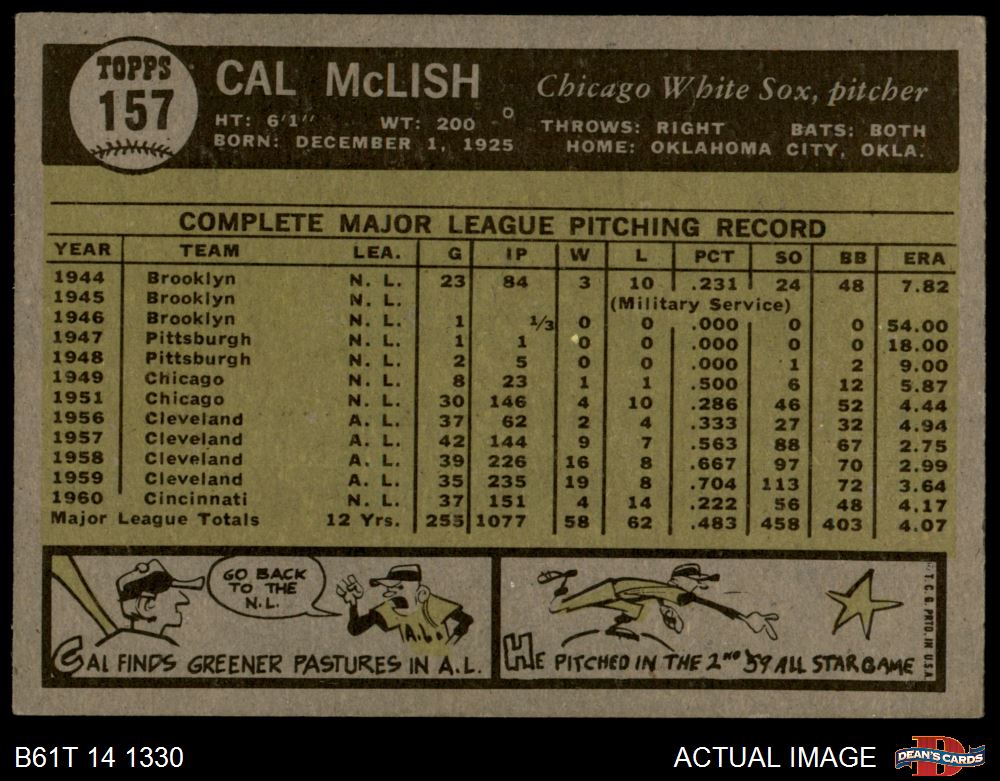 TOPPS
157
CAL McLISH Chicago White Sox, pitcher
HT: 6'1" WT: 200 THROWS: RIGHT BATS: BOTH
BORN: DECEMBER 1, 1925 HOME: OKLAHOMA CITY, OKLA.
COMPLETE MAJOR LEAGUE PITCHING RECORD
YEAR TEAM LEA. G IP W L PCT SO BB ERA
1944 Brooklyn N. L. 23 84 3 10 .231 24 48 7.82
1945 Brooklyn N. L. (Military Service)
1946 Brooklyn N. L. 1 1/3 0 0 .000 0 0 54.00
1947 Pittsburgh N. L. 1 1 0 0 .000 0 0 18.00
1948 Pittsburgh N. L. 2 5 0 0 .000 1 2 9.00
1949 Chicago N. L. 8 23 1 1 .500 6 12 5.87
1951 Chicago N. L. 30 146 4 10 .286 46 52 4.44
1956 Cleveland A. L. 37 62 2 4 .333 27 32 4.94
1957 Cleveland A. L. 42 144 9 7 .563 88 67 2.75
1958 Cleveland A. L. 39 226 16 8 .667 97 70 2.99
1959 Cleveland A. L. 35 235 19 8 .704 113 72 3.64
1960 Cincinnati N. L. 37 151 4 14 .222 56 48 4.17
Major League Totals 12 Yrs. 255 1077 58 62 .483 458 403 4.07
GO BACK
TO THE
N.L.
A.L.
CAL FINDS GREENER PASTURES IN A.L.
HE PITCHED IN THE 2ND '59 ALL STAR GAME
T. C. G. PRTD. IN U.S.A.
B61T 14 1330
ACTUAL IMAGE
D
DEAN'S CARDS